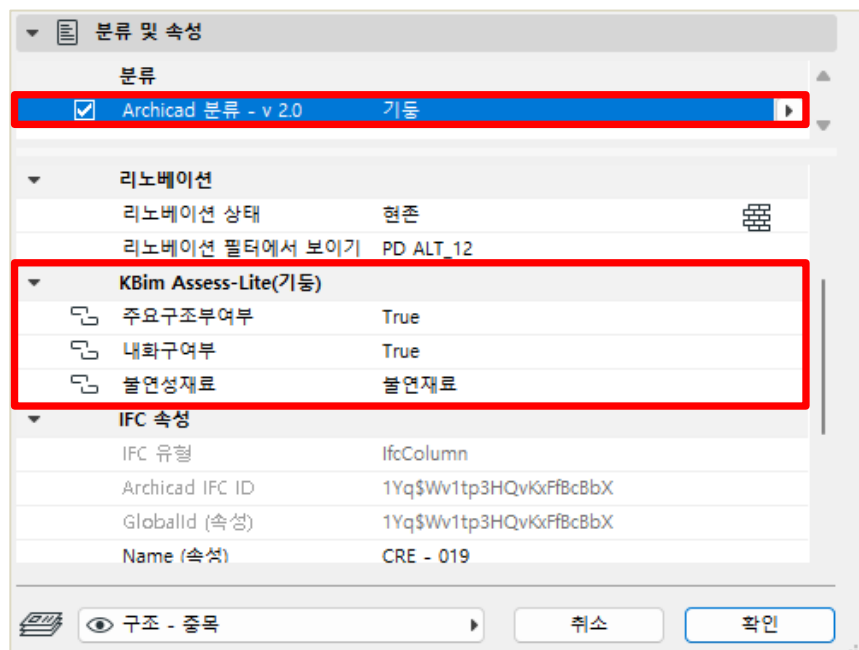 분류 및 속성
분류
Archicad 분류 - v 2.0 기둥
리노베이션
리노베이션 상태 현존
리노베이션 필터에서 보이기 PD ALT_12
KBim Assess-Lite(기둥)
주요구조부여부 True
내화구여부 True
불연성재료 불연재료
IFC 속성
IFC 유형 IfcColumn
Archicad IFC ID 1Yq$Wv1tp3HQvKxFfBcBbX
GlobalId (속성) 1Yq$Wv1tp3HQvKxFfBcBbX
Name (속성) CRE - 019
구조 - 중목 취소 확인